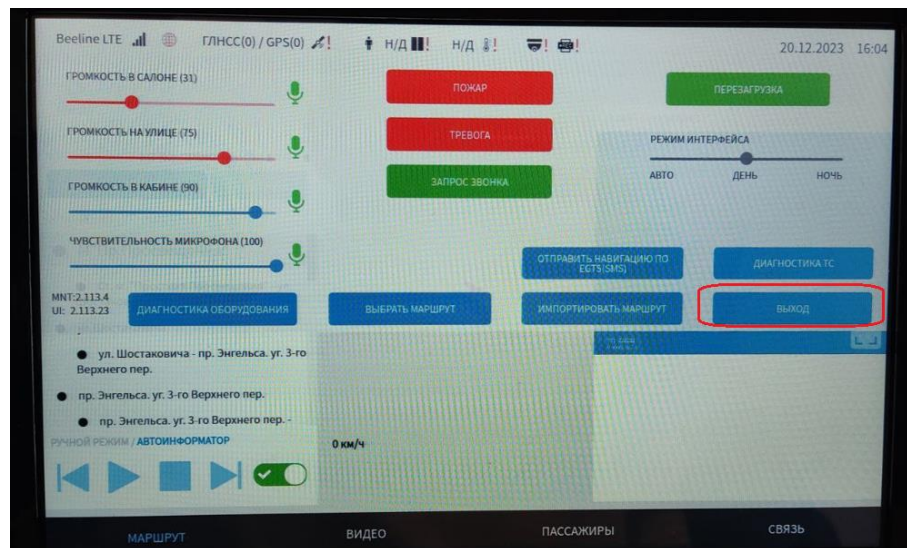 Beeline LTE ГЛНСС(0) / GPS(0) ! Н/Д ! Н/Д ! ! ! 20.12.2023 16:04
ГРОМКОСТЬ В САЛОНЕ (31)
ПОЖАР
ПЕРЕЗАГРУЗКА
ГРОМКОСТЬ НА УЛИЦЕ (75)
ТРЕВОГА
РЕЖИМ ИНТЕРФЕЙСА
АВТО ДЕНЬ НОЧЬ
ГРОМКОСТЬ В КАБИНЕ (90)
ЗАПРОС ЗВОНКА
ЧУВСТВИТЕЛЬНОСТЬ МИКРОФОНА (100)
ОТПРАВИТЬ НАВИГАЦИЮ ПО
EGTS(SMS)
ДИАГНОСТИКА ТС
MNT:2.113.4
UI: 2.113.23
ДИАГНОСТИКА ОБОРУДОВАНИЯ
ВЫБРАТЬ МАРШРУТ
ИМПОРТИРОВАТЬ МАРШРУТ
ВЫХОД
ул. Шостаковича - пр. Энгельса. уг. 3-го
Верхнего пер.
пр. Энгельса. уг. 3-го Верхнего пер.
пр. Энгельса. уг. 3-го Верхнего пер. -
РУЧНОЙ РЕЖИМ / АВТОИНФОРМАТОР
0 км/ч
МАРШРУТ ВИДЕО ПАССАЖИРЫ СВЯЗЬ